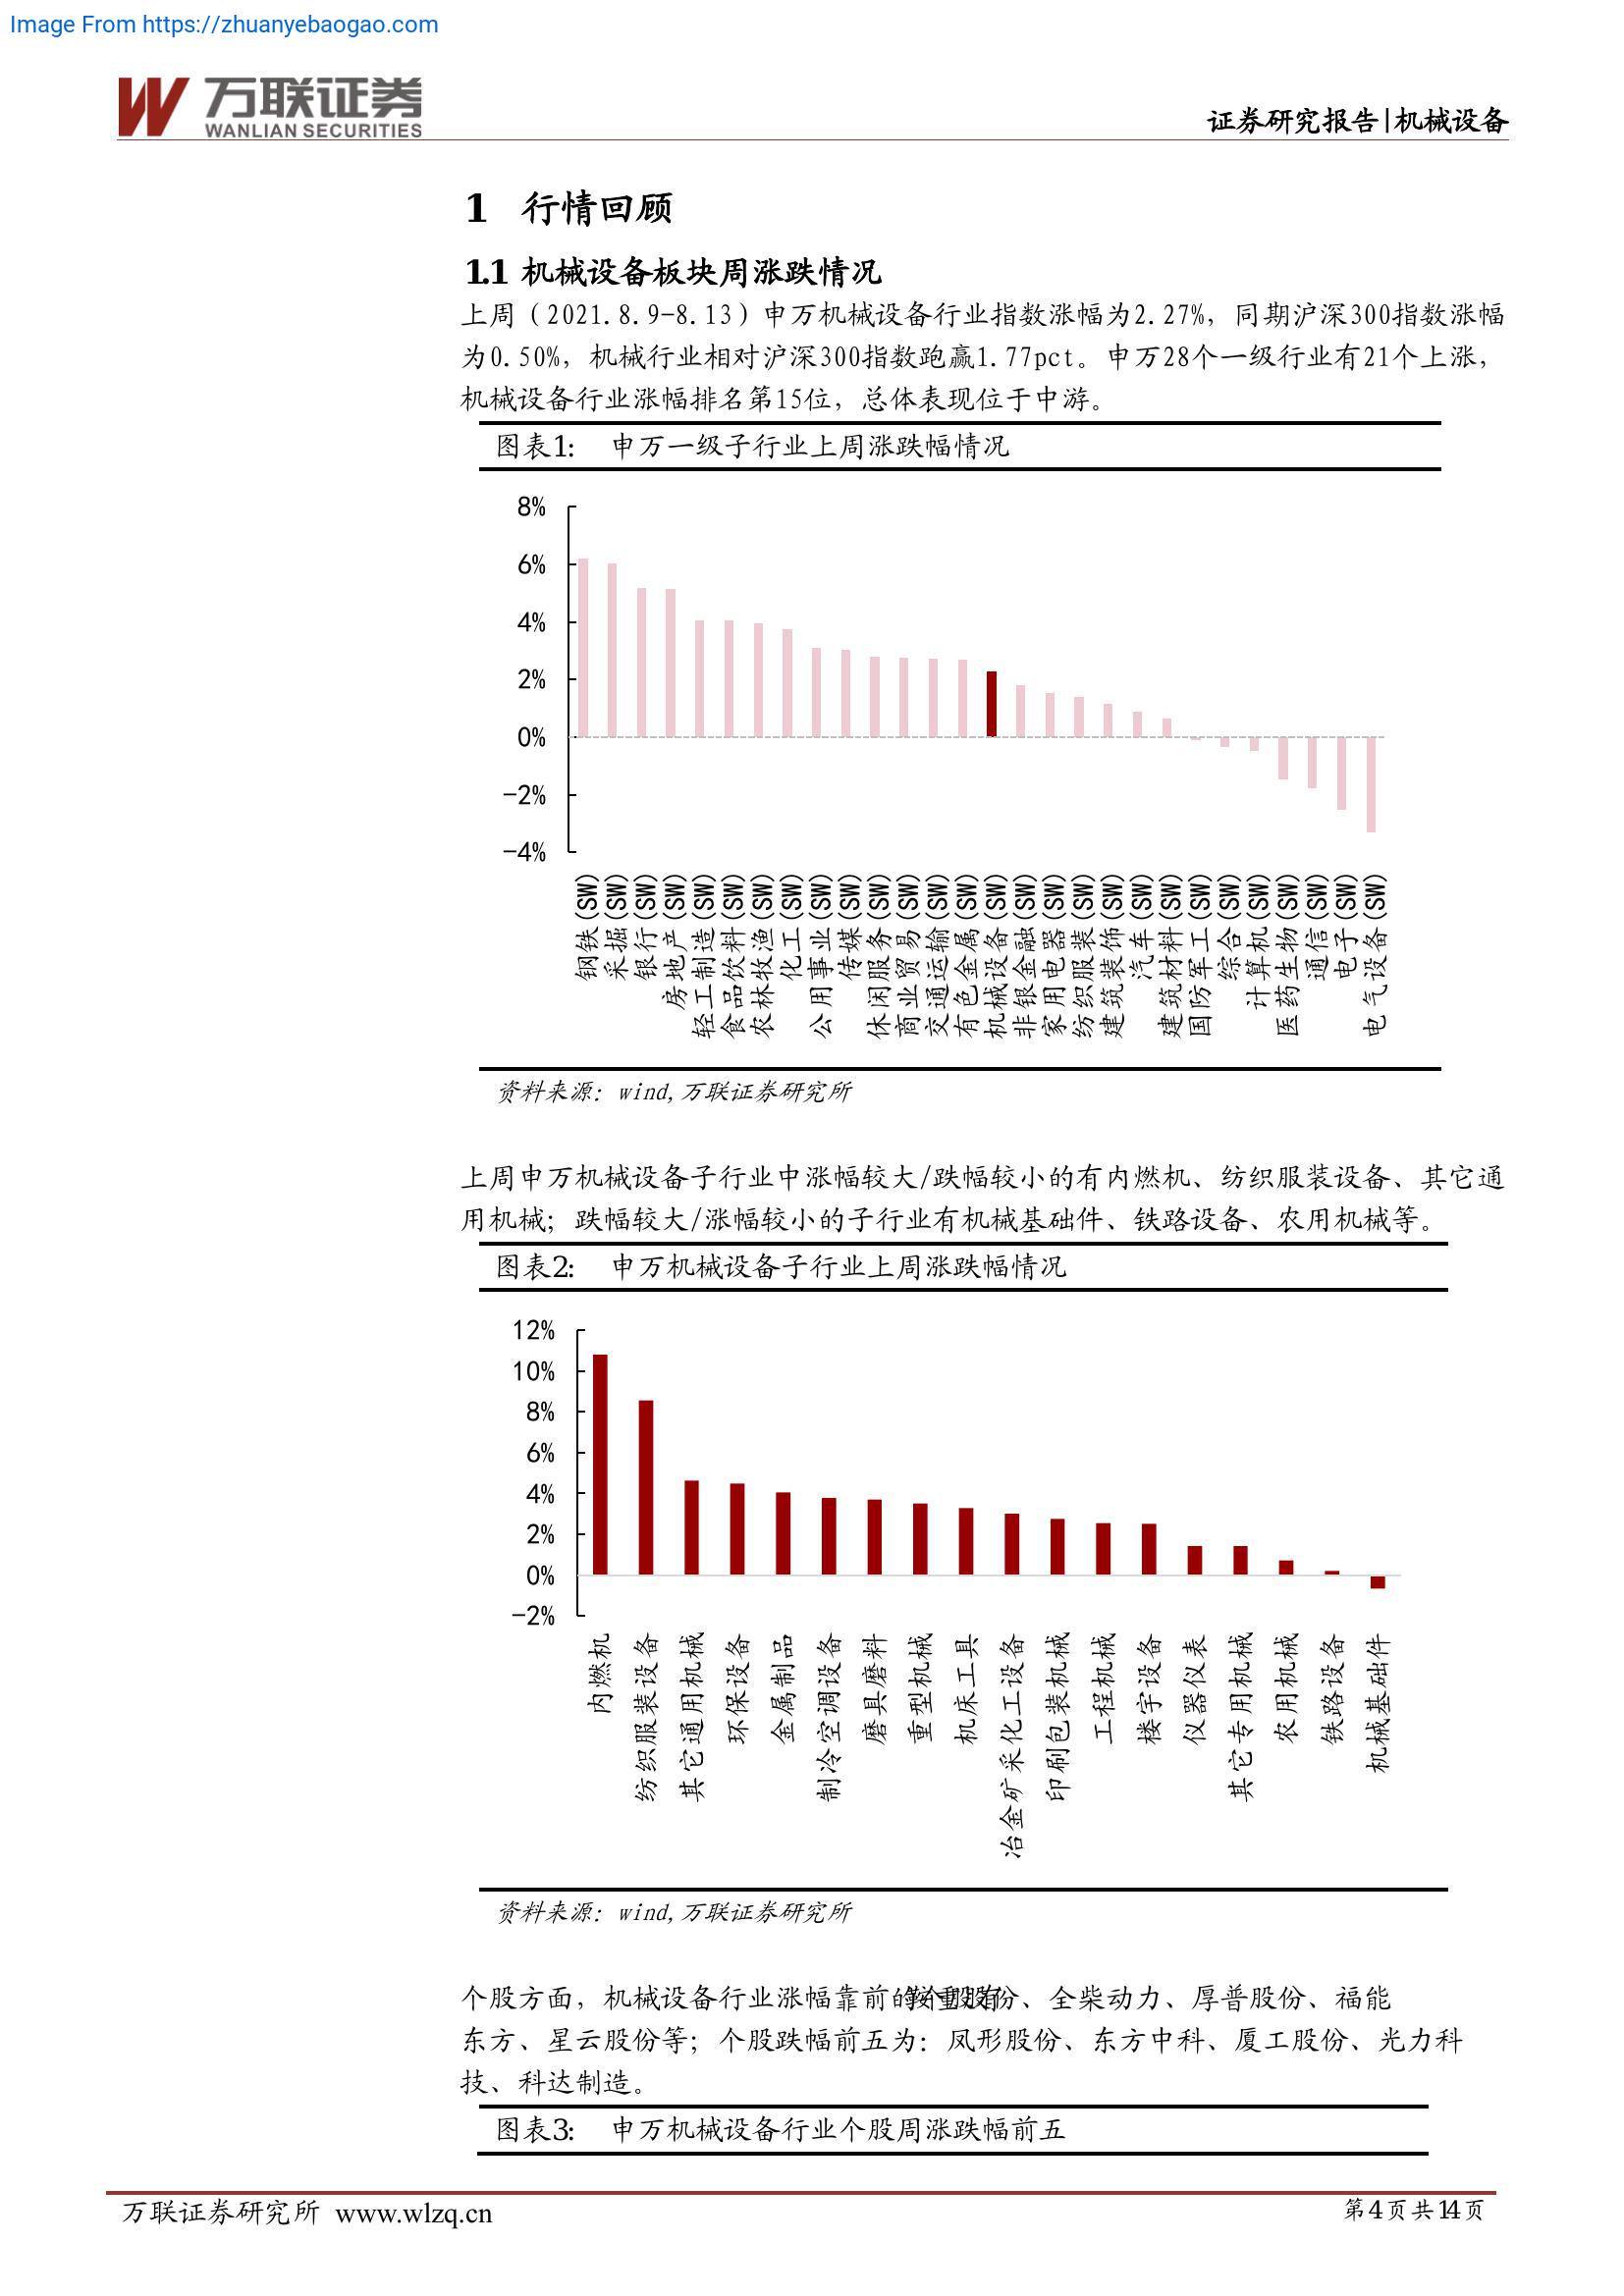 Image From https://zhuanyebaogao.com
万联证券
WANLIAN SECURITIES
证券研究报告|机械设备
1 行情回顾
1.1 机械设备板块周涨跌情况
上周（2021.8.9-8.13）申万机械设备行业指数涨幅为2.27%，同期沪深300指数涨幅
为0.50%，机械行业相对沪深300指数跑赢1.77pct。申万28个一级行业有21个上涨，
机械设备行业涨幅排名第15位，总体表现位于中游。
图表1: 申万一级子行业上周涨跌幅情况
8%
6%
4%
2%
0%
-2%
-4%
钢铁(SW)
采掘(SW)
银行(SW)
房地产(SW)
轻工制造(SW)
食品饮料(SW)
农林牧渔(SW)
化工(SW)
公用事业(SW)
传媒(SW)
休闲服务(SW)
商业贸易(SW)
交通运输(SW)
有色金属(SW)
机械设备(SW)
非银金融(SW)
家用电器(SW)
纺织服装(SW)
建筑装饰(SW)
汽车(SW)
建筑材料(SW)
国防军工(SW)
综合(SW)
计算机(SW)
医药生物(SW)
通信(SW)
电子(SW)
电气设备(SW)
资料来源：wind,万联证券研究所
上周申万机械设备子行业中涨幅较大/跌幅较小的有内燃机、纺织服装设备、其它通
用机械；跌幅较大/涨幅较小的子行业有机械基础件、铁路设备、农用机械等。
图表2: 申万机械设备子行业上周涨跌幅情况
12%
10%
8%
6%
4%
2%
0%
-2%
内燃机
纺织服装设备
其它通用机械
环保设备
金属制品
制冷空调设备
磨具磨料
重型机械
机床工具
冶金矿采化工设备
印刷包装机械
工程机械
楼宇设备
仪器仪表
其它专用机械
农用机械
铁路设备
机械基础件
资料来源：wind,万联证券研究所
个股方面，机械设备行业涨幅靠前的份、全柴动力、厚普股份、福能
东方、星云股份等；个股跌幅前五为：凤形股份、东方中科、厦工股份、光力科
技、科达制造。
图表3: 申万机械设备行业个股周涨跌幅前五
万联证券研究所 www.wlzq.cn
第4页共14页